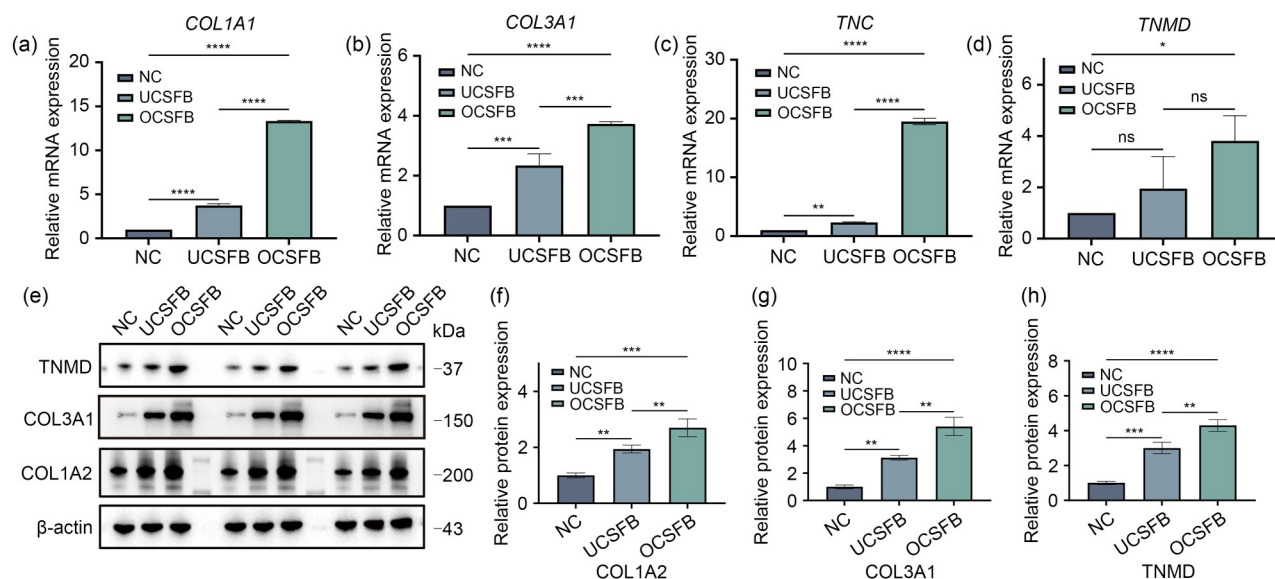 (a)
COL1A1
Relative mRNA expression
20
15
10
5
0
NC
UCSFB
OCSFB
****
****
****
NC UCSFB OCSFB
(b)
COL3A1
Relative mRNA expression
6
4
2
0
NC
UCSFB
OCSFB
****
***
***
NC UCSFB OCSFB
(c)
TNC
Relative mRNA expression
30
20
10
0
NC
UCSFB
OCSFB
****
****
**
NC UCSFB OCSFB
(d)
TNMD
Relative mRNA expression
6
4
2
0
NC
UCSFB
OCSFB
*
ns
ns
NC UCSFB OCSFB
(e)
NC UCSFB OCSFB NC UCSFB OCSFB NC UCSFB OCSFB
kDa
TNMD −37
COL3A1 −150
COL1A2 −200
β-actin −43
(f)
Relative protein expression
4
2
0
NC
UCSFB
OCSFB
***
**
**
NC UCSFB OCSFB
COL1A2
(g)
Relative protein expression
10
8
6
4
2
0
NC
UCSFB
OCSFB
****
**
**
NC UCSFB OCSFB
COL3A1
(h)
Relative protein expression
8
6
4
2
0
NC
UCSFB
OCSFB
****
**
***
NC UCSFB OCSFB
TNMD